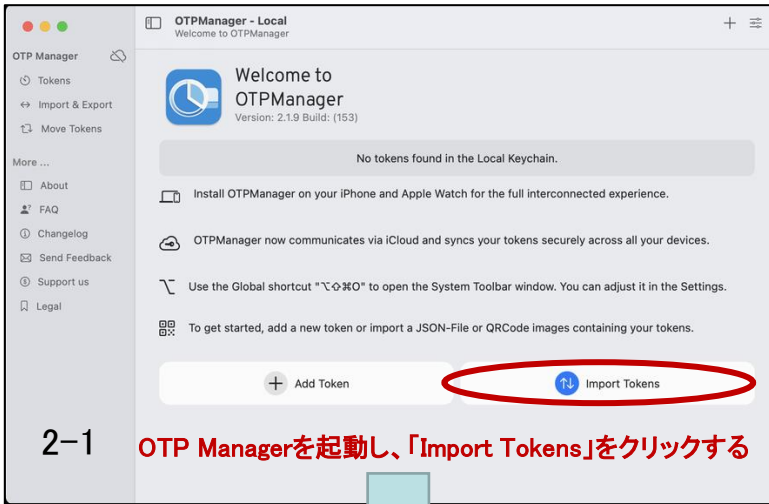 OTPManager - Local
Welcome to OTPManager
OTP Manager
Tokens
Import & Export
Move Tokens
More ...
About
FAQ
Changelog
Send Feedback
Support us
Legal
Welcome to
OTPManager
Version: 2.1.9 Build: (153)
No tokens found in the Local Keychain.
Install OTPManager on your iPhone and Apple Watch for the full interconnected experience.
OTPManager now communicates via iCloud and syncs your tokens securely across all your devices.
Use the Global shortcut "⌥⇧⌘O" to open the System Toolbar window. You can adjust it in the Settings.
To get started, add a new token or import a JSON-File or QRCode images containing your tokens.
Add Token
Import Tokens
2-1
OTP Managerを起動し、「Import Tokens」をクリックする